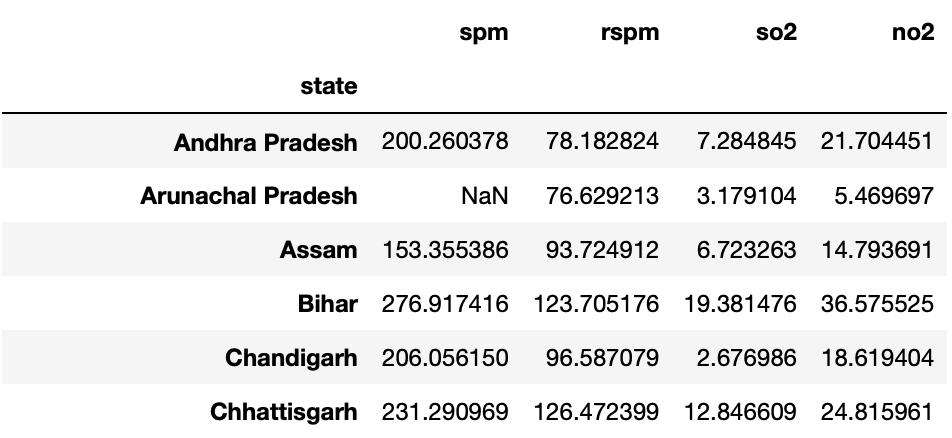 spm rspm so2 no2
state
Andhra Pradesh 200.260378 78.182824 7.284845 21.704451
Arunachal Pradesh NaN 76.629213 3.179104 5.469697
Assam 153.355386 93.724912 6.723263 14.793691
Bihar 276.917416 123.705176 19.381476 36.575525
Chandigarh 206.056150 96.587079 2.676986 18.619404
Chhattisgarh 231.290969 126.472399 12.846609 24.815961